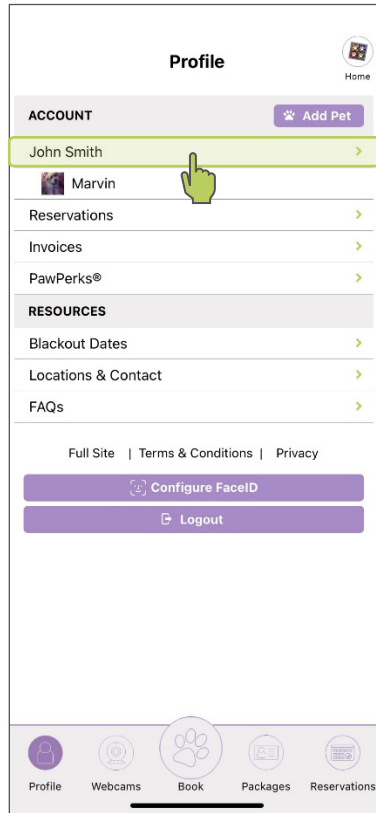 Profile
Home
ACCOUNT
Add Pet
John Smith
Marvin
Reservations
Invoices
PawPerks®
RESOURCES
Blackout Dates
Locations & Contact
FAQs
Full Site | Terms & Conditions | Privacy
Configure FaceID
Logout
Profile Webcams Book Packages Reservations